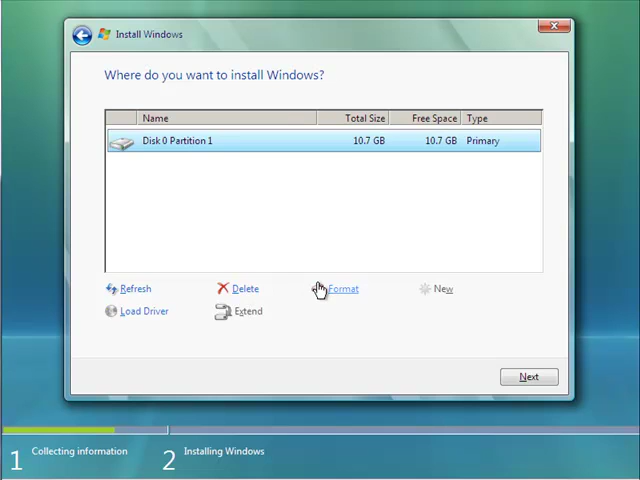 Install Windows
Where do you want to install Windows?
Name Total Size Free Space Type
Disk 0 Partition 1 10.7 GB 10.7 GB Primary
Refresh Delete Format New
Load Driver Extend
Next
1 Collecting information 2 Installing Windows